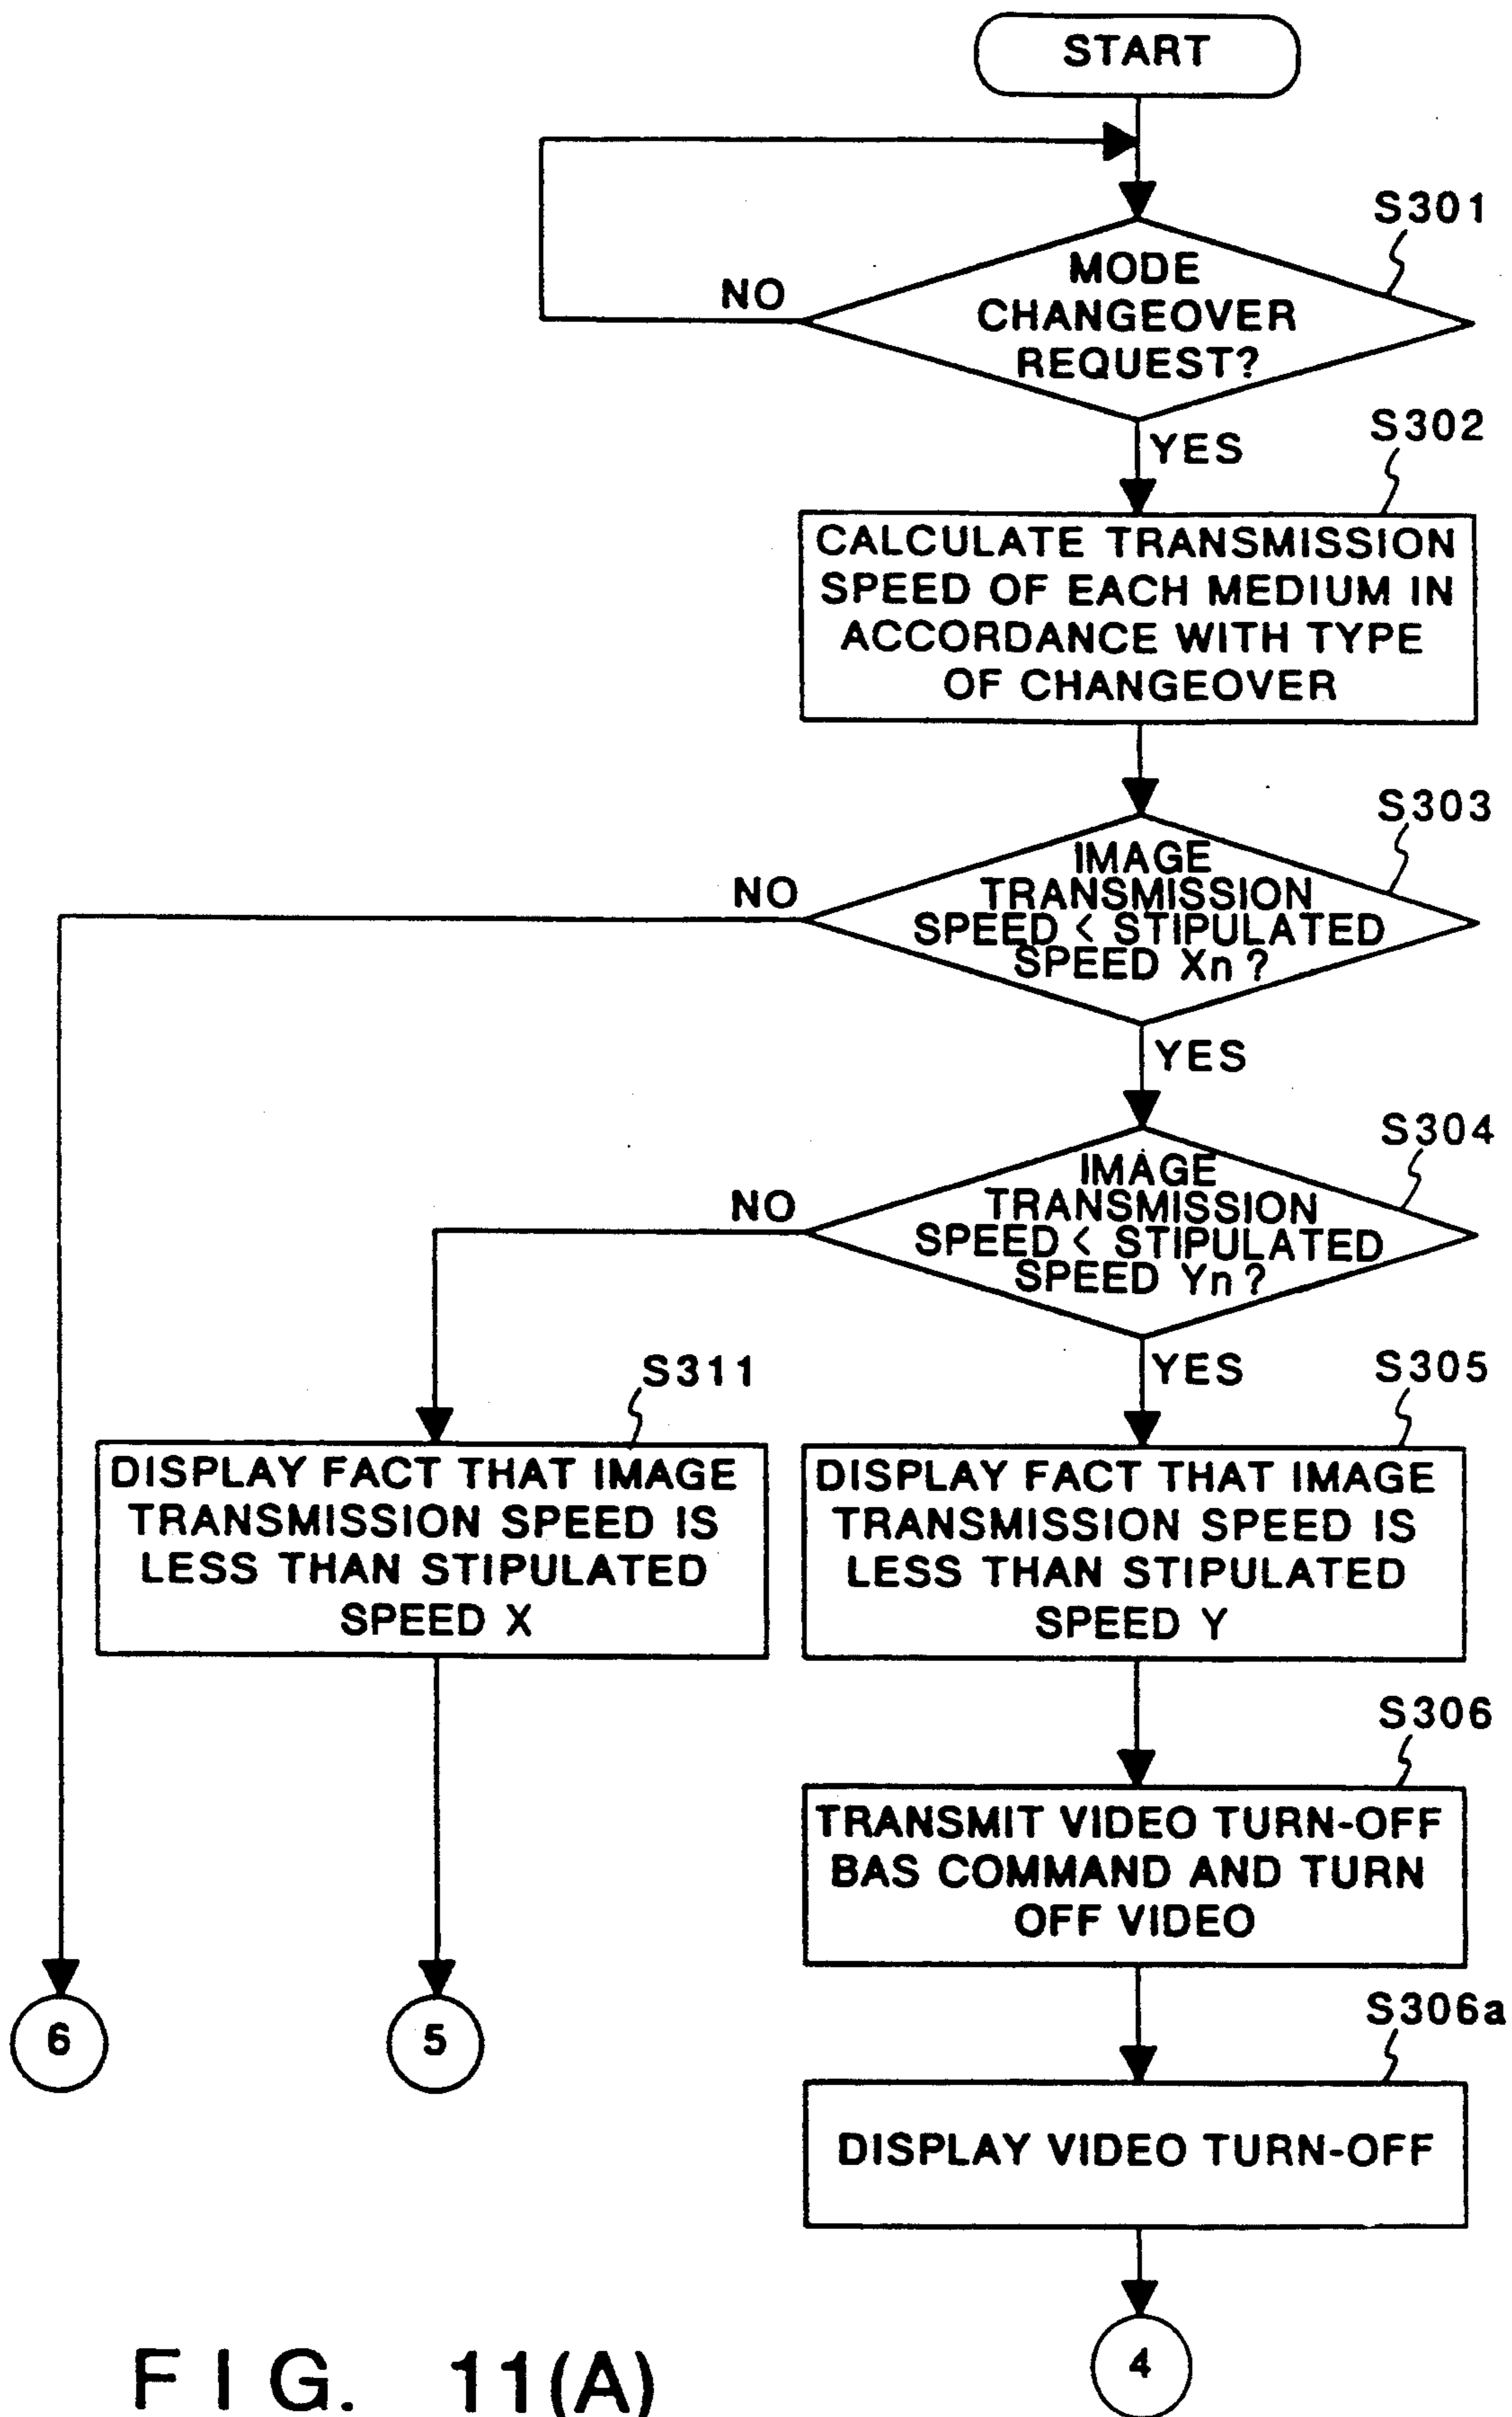 START
S301
MODE
CHANGEOVER
REQUEST?
NO
YES
S302
CALCULATE TRANSMISSION
SPEED OF EACH MEDIUM IN
ACCORDANCE WITH TYPE
OF CHANGEOVER
S303
IMAGE
TRANSMISSION
SPEED < STIPULATED
SPEED Xn ?
NO
YES
S304
IMAGE
TRANSMISSION
SPEED < STIPULATED
SPEED Yn ?
NO
YES
S311
DISPLAY FACT THAT IMAGE
TRANSMISSION SPEED IS
LESS THAN STIPULATED
SPEED X
S305
DISPLAY FACT THAT IMAGE
TRANSMISSION SPEED IS
LESS THAN STIPULATED
SPEED Y
S306
TRANSMIT VIDEO TURN-OFF
BAS COMMAND AND TURN
OFF VIDEO
6
5
S306a
DISPLAY VIDEO TURN-OFF
4
FIG. 11(A)